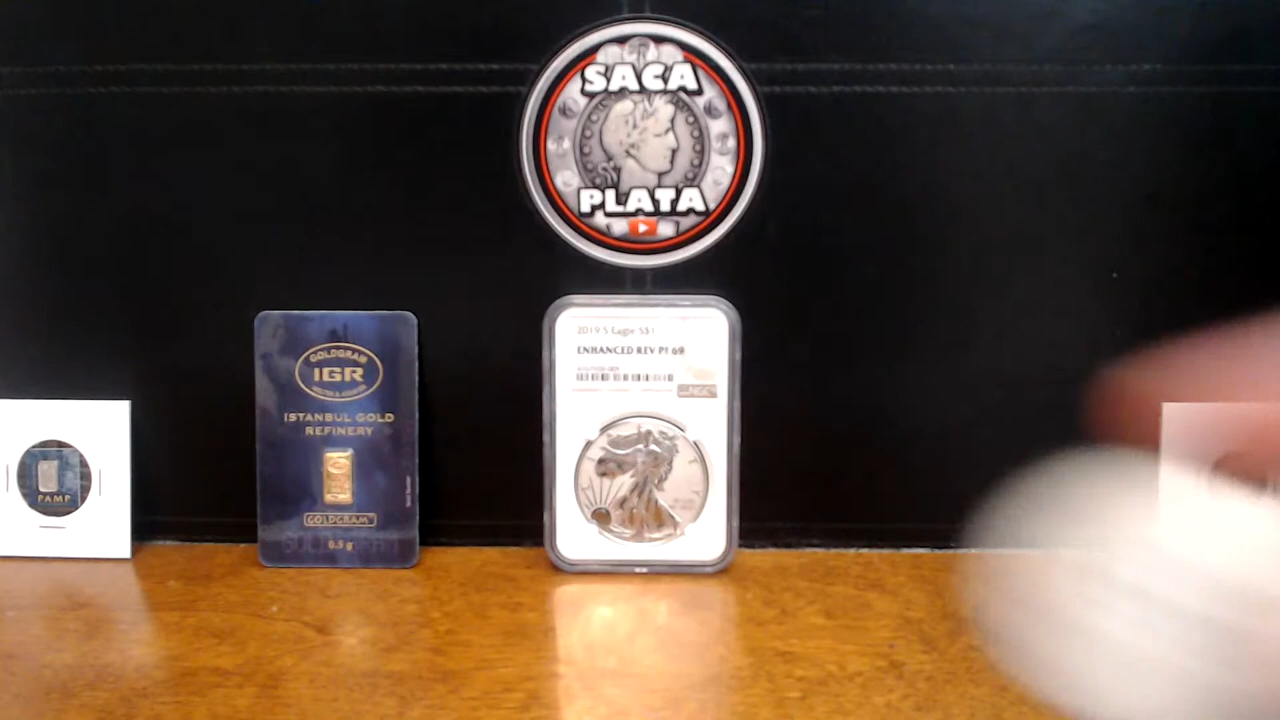 SACA
PLATA
2019 S Eagle S$1
ENHANCED REV PF 69
NGC
GOLDGRAM
IGR
ISTANBUL GOLD
REFINERY
GOLDGRAM
0.5 g
PAMP